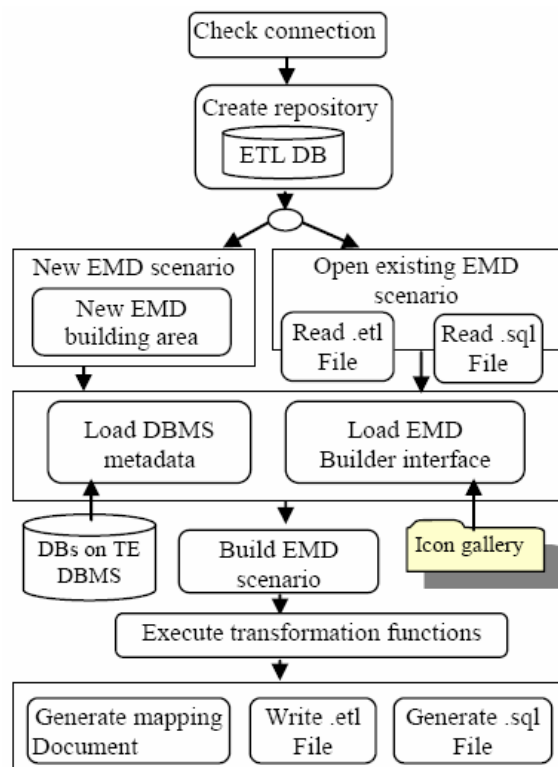 Check connection
Create repository
ETL DB
New EMD scenario
New EMD
building area
Open existing EMD
scenario
Read .etl
File
Read .sql
File
Load DBMS
metadata
Load EMD
Builder interface
DBs on TE
DBMS
Build EMD
scenario
Icon gallery
Execute transformation functions
Generate mapping
Document
Write .etl
File
Generate .sql
File